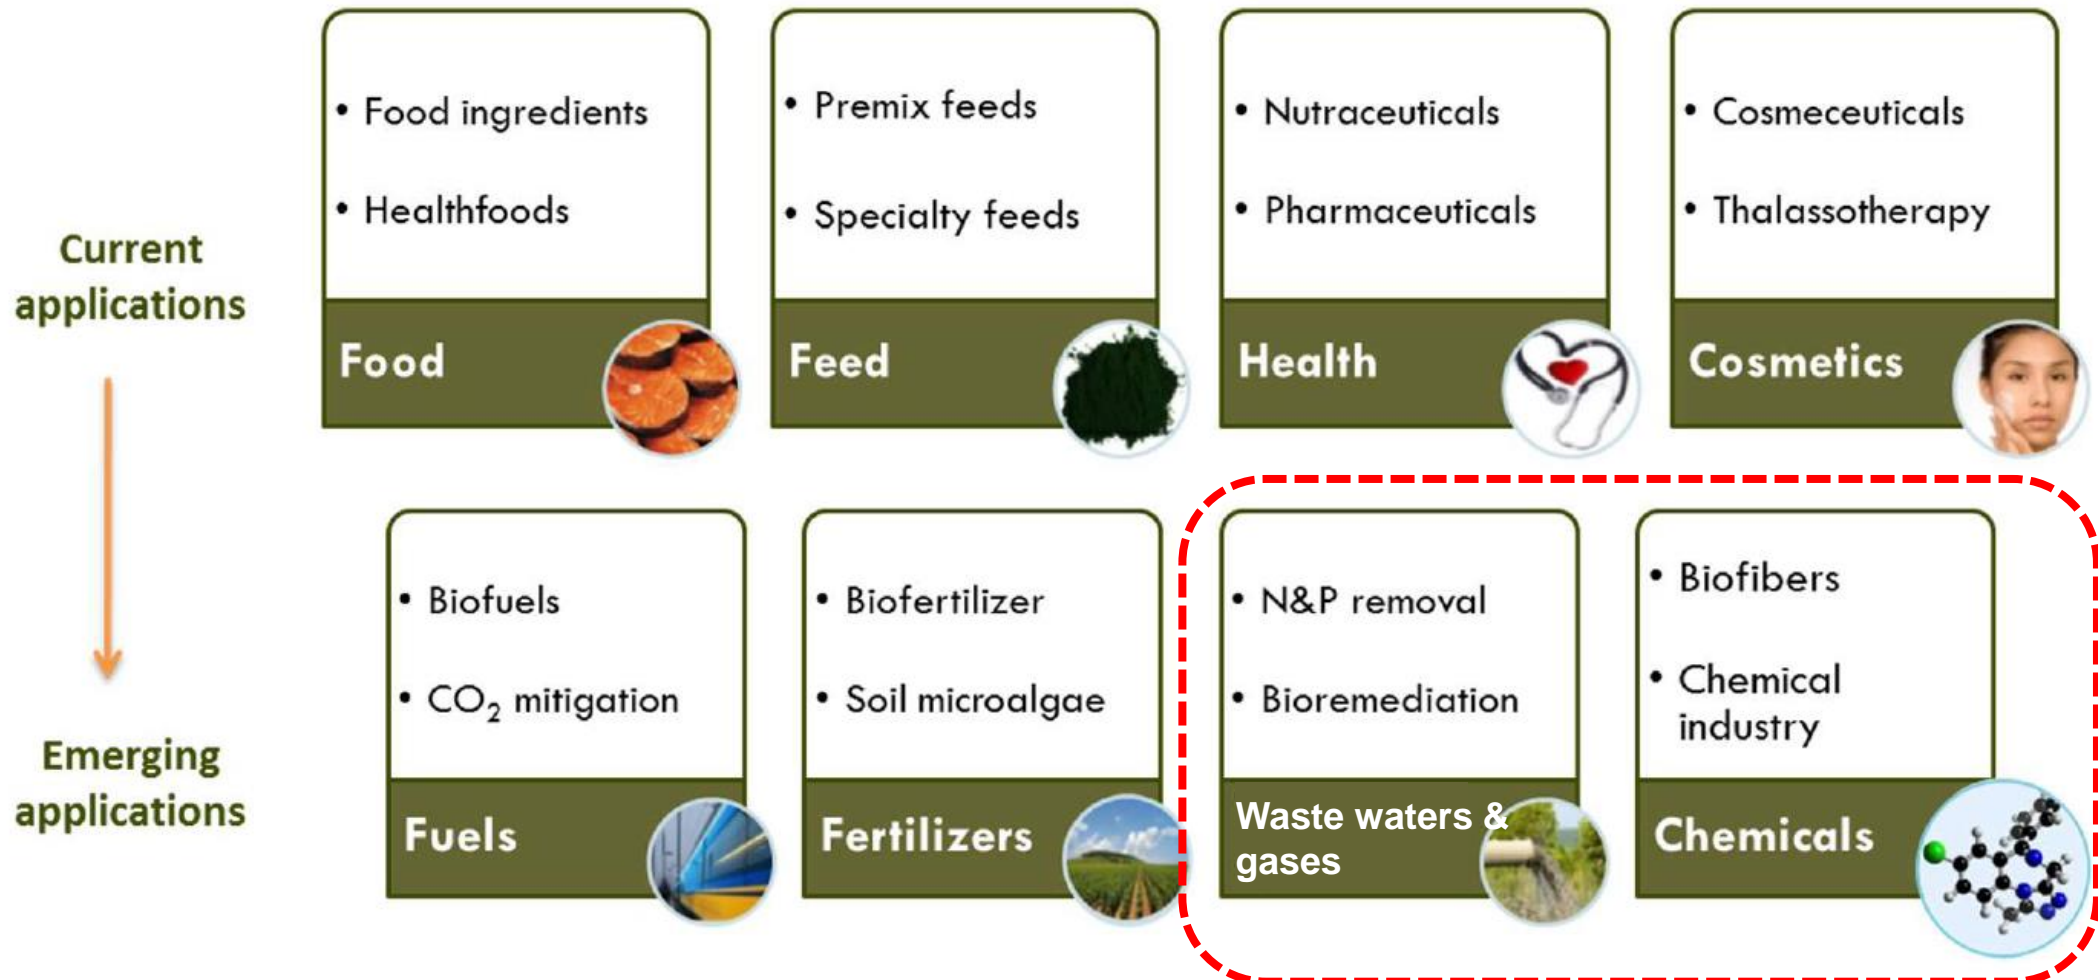 Current
applications
• Food ingredients
• Healthfoods
Food
• Premix feeds
• Specialty feeds
Feed
• Nutraceuticals
• Pharmaceuticals
Health
• Cosmeceuticals
• Thalassotherapy
Cosmetics
Emerging
applications
• Biofuels
• CO₂ mitigation
Fuels
• Biofertilizer
• Soil microalgae
Fertilizers
• N&P removal
• Bioremediation
Waste waters &
gases
• Biofibers
• Chemical
industry
Chemicals